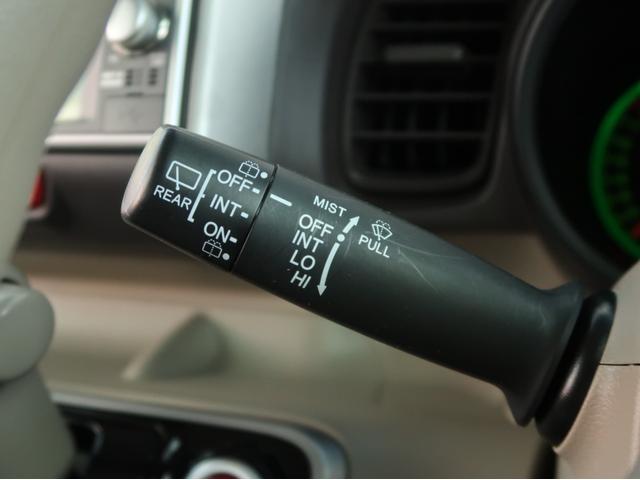 REAR
OFF
INT
ON
MIST
OFF
INT
LO
HI
PULL